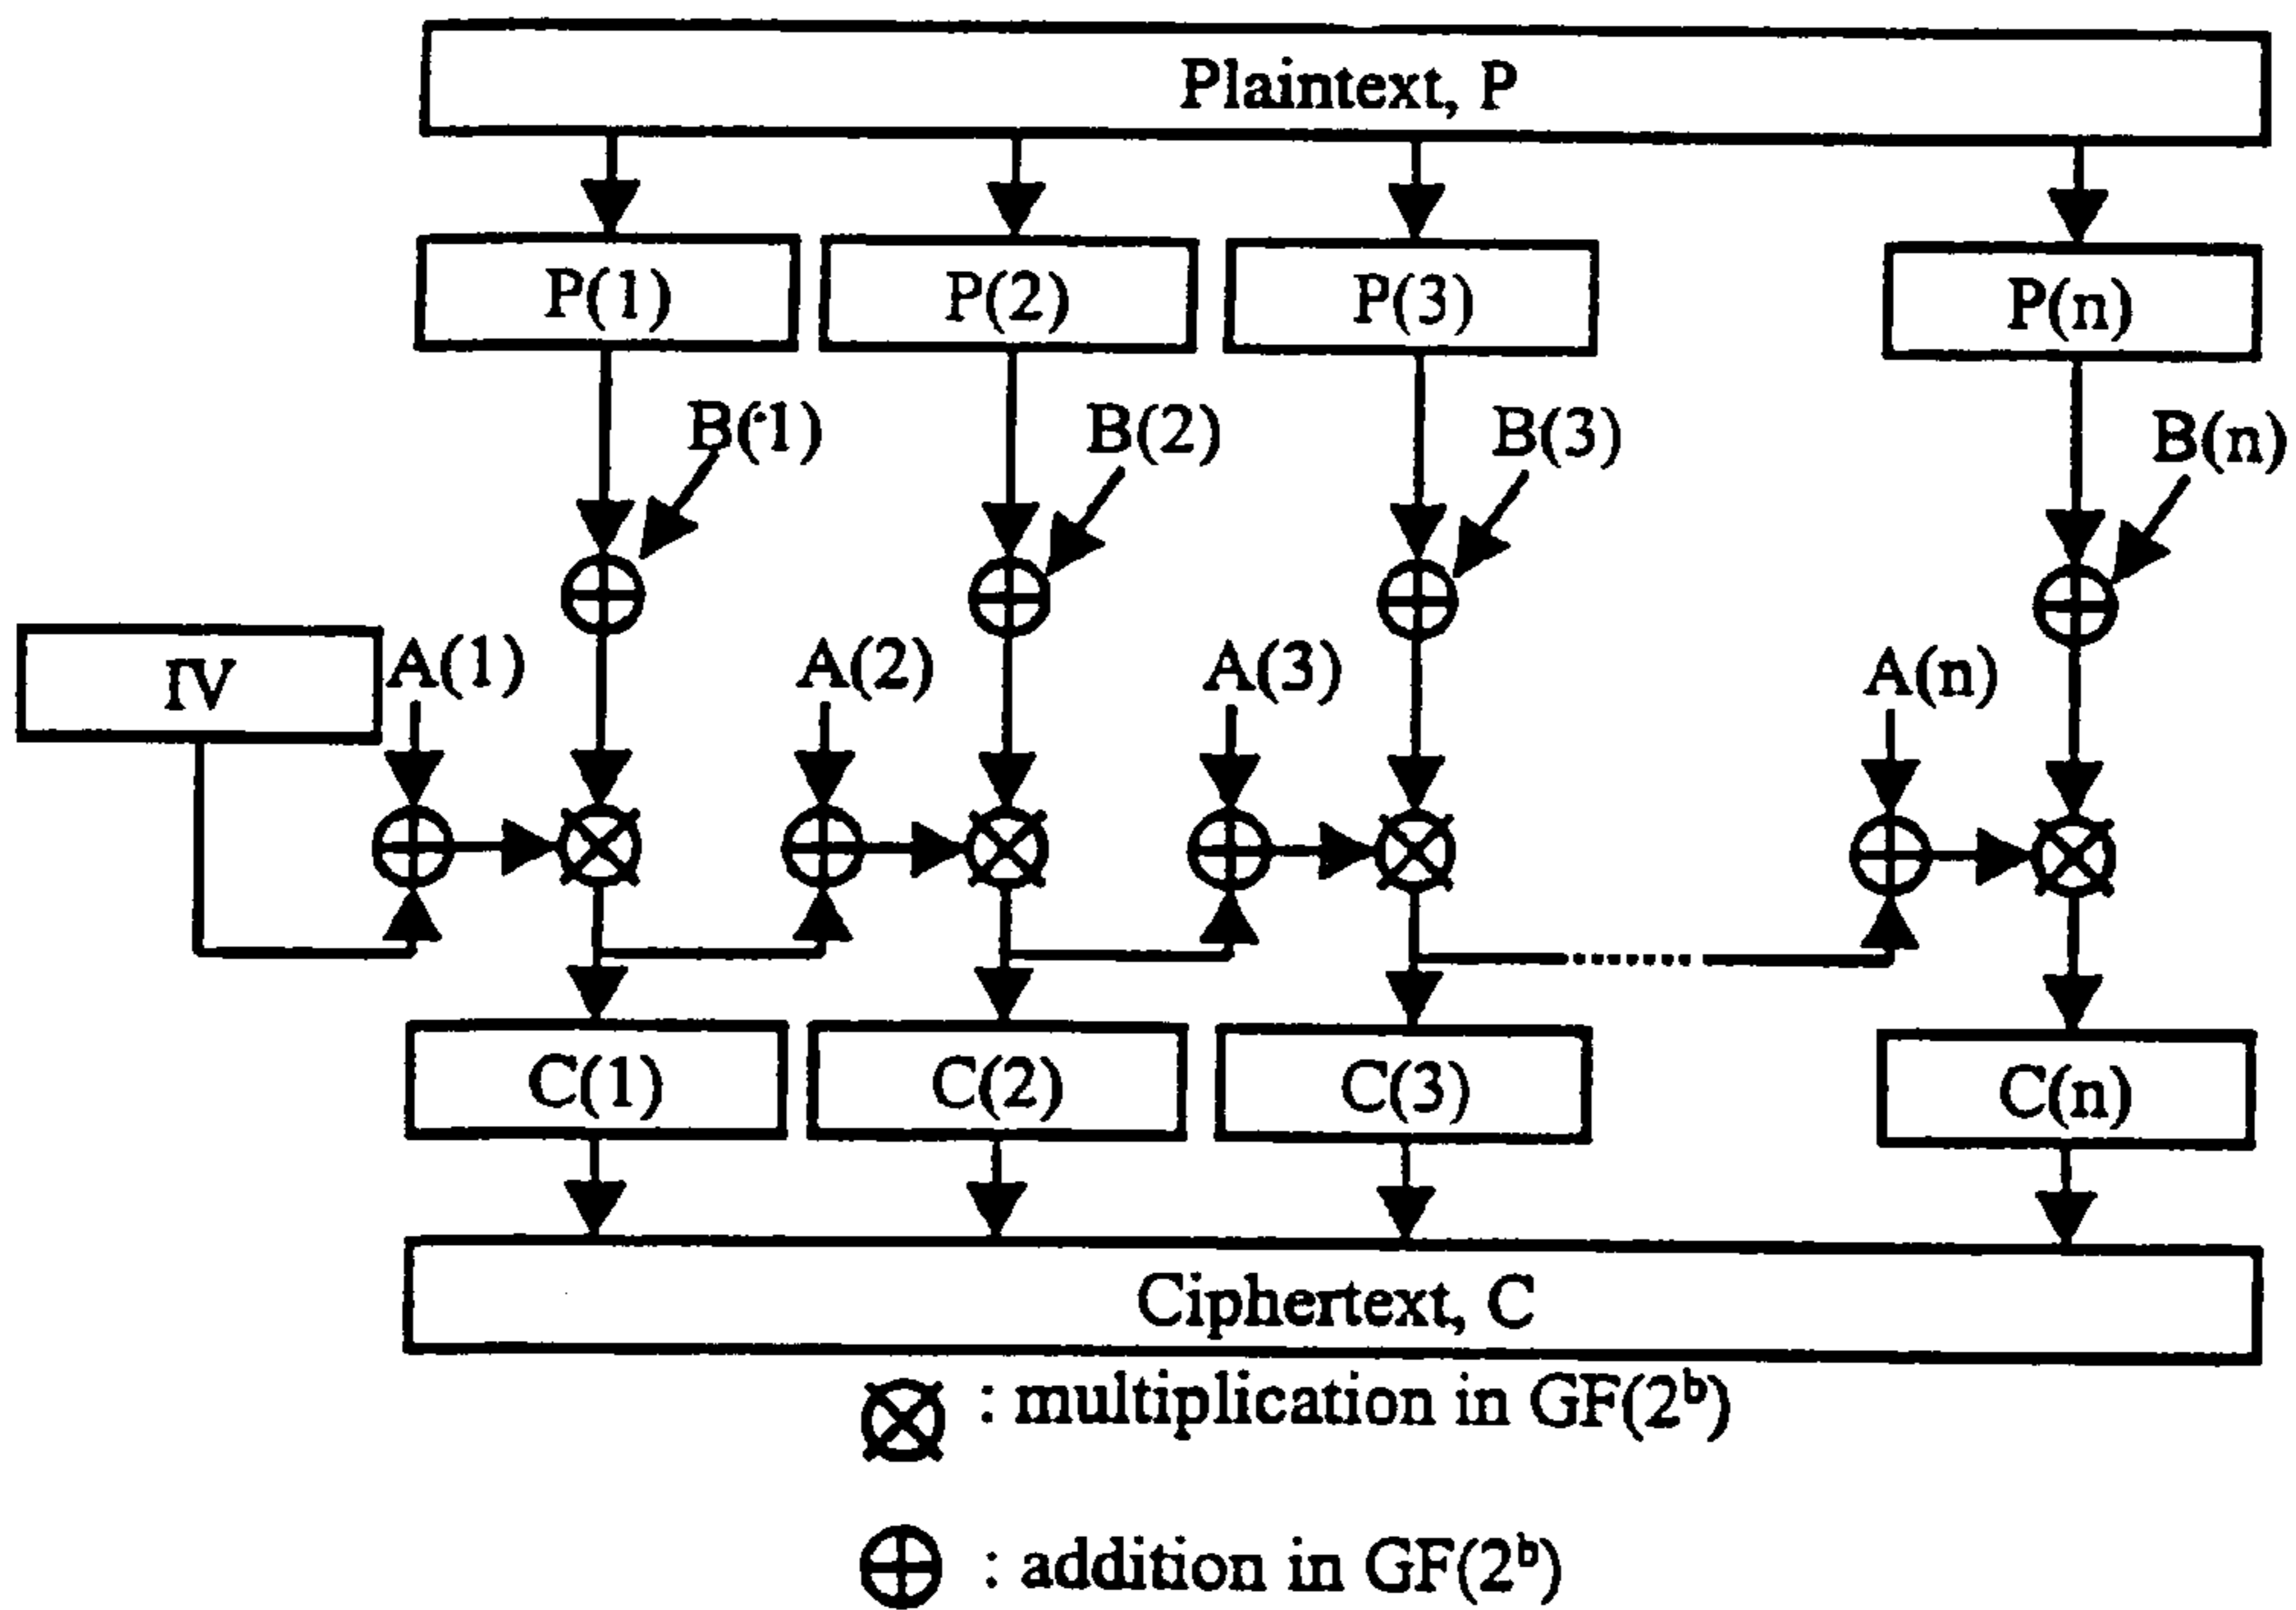 Plaintext, P
P(1) P(2) P(3) P(n)
B(1) B(2) B(3) B(n)
IV A(1) A(2) A(3) A(n)
C(1) C(2) C(3) C(n)
Ciphertext, C
: multiplication in GF(2ᵇ)
: addition in GF(2ᵇ)